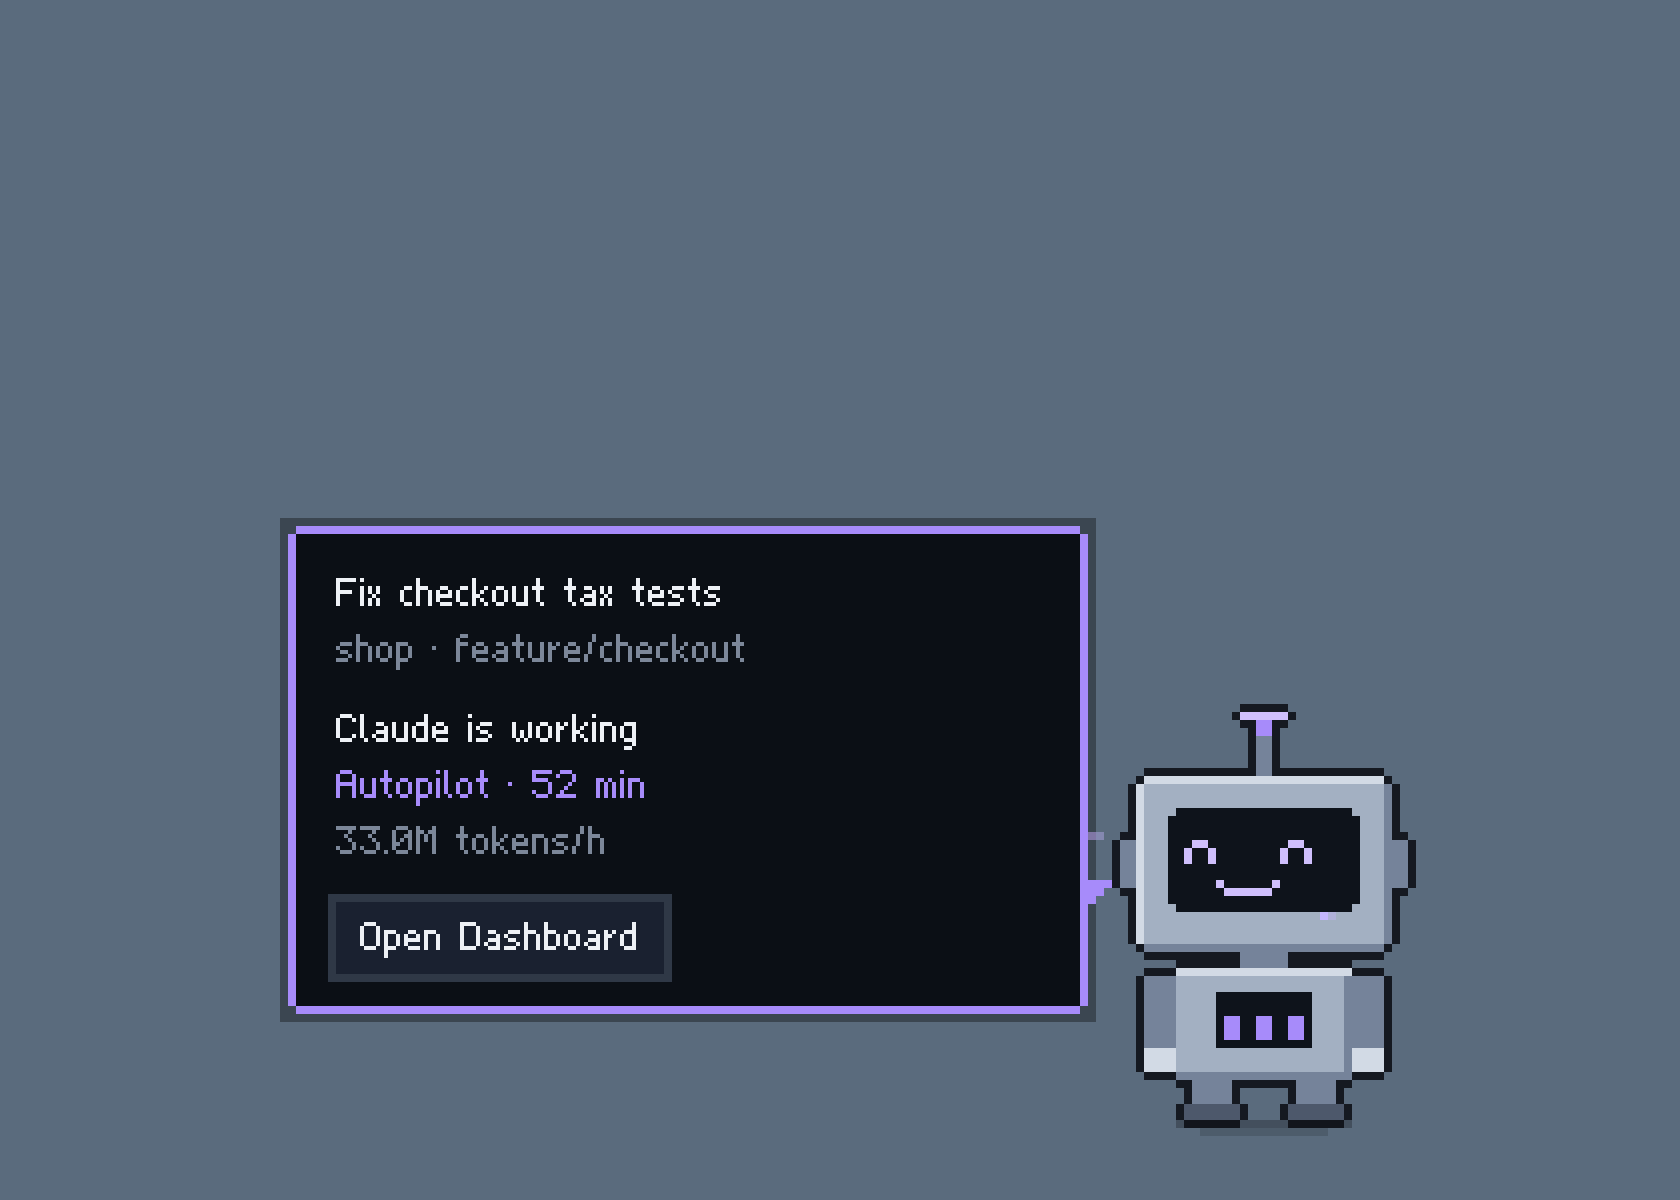 Fix checkout tax tests
shop · feature/checkout
Claude is working
Autopilot · 52 min
33.0M tokens/h
Open Dashboard